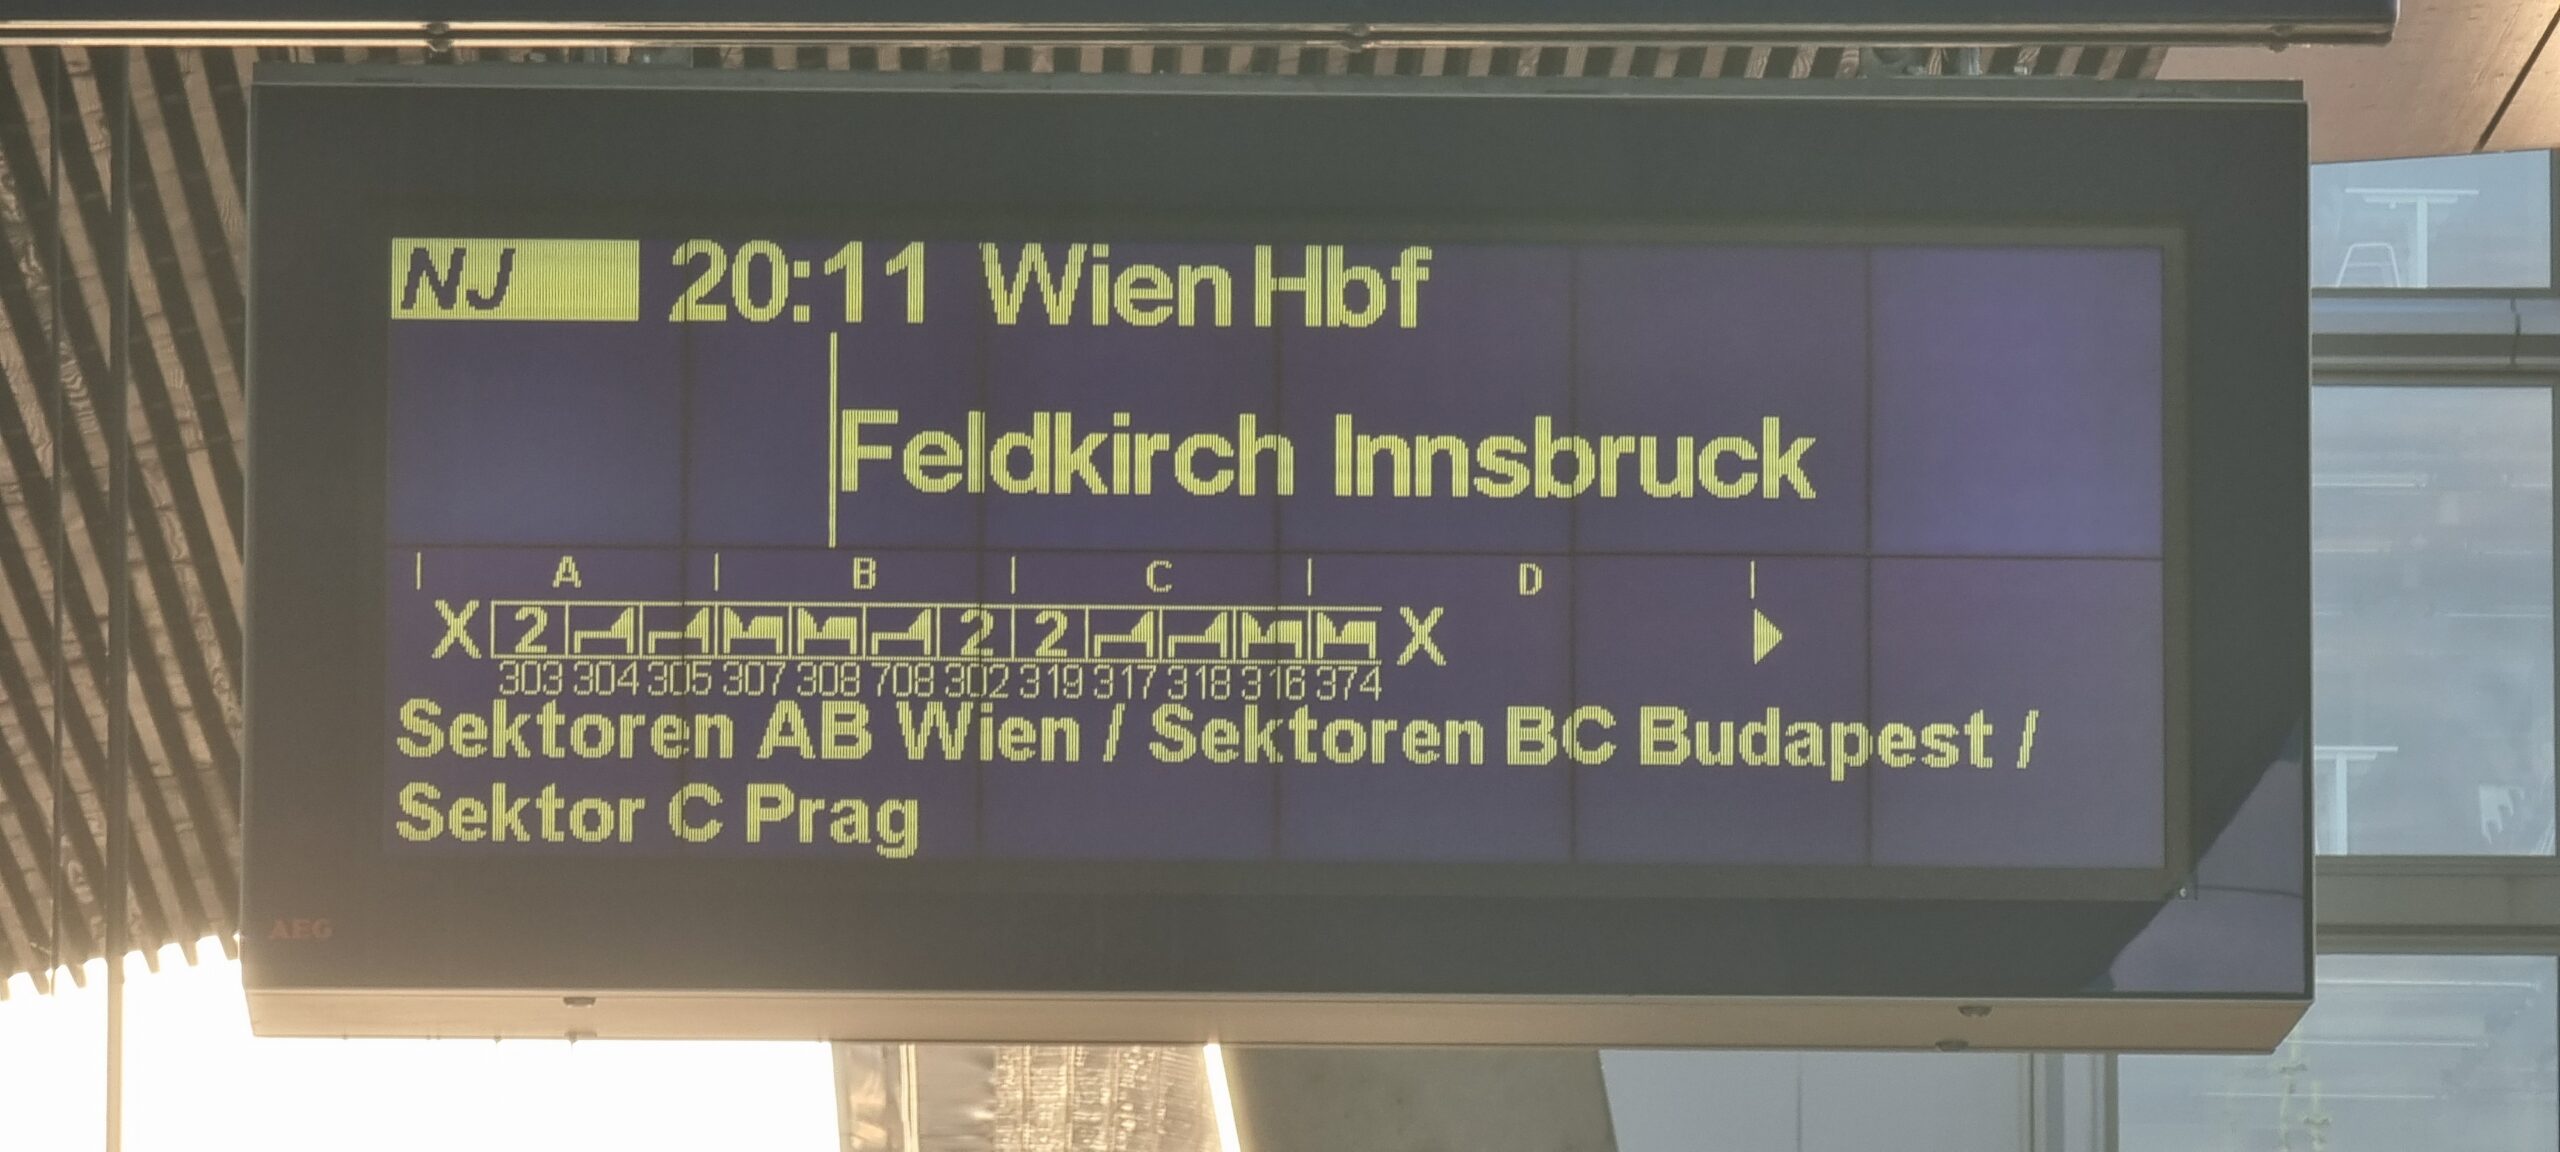 NJ 20:11 Wien Hbf
Feldkirch Innsbruck
A B C D
X 2 2 2 X
303 304 305 307 308 708 302 319 317 318 316 374
Sektoren AB Wien / Sektoren BC Budapest /
Sektor C Prag
AEG